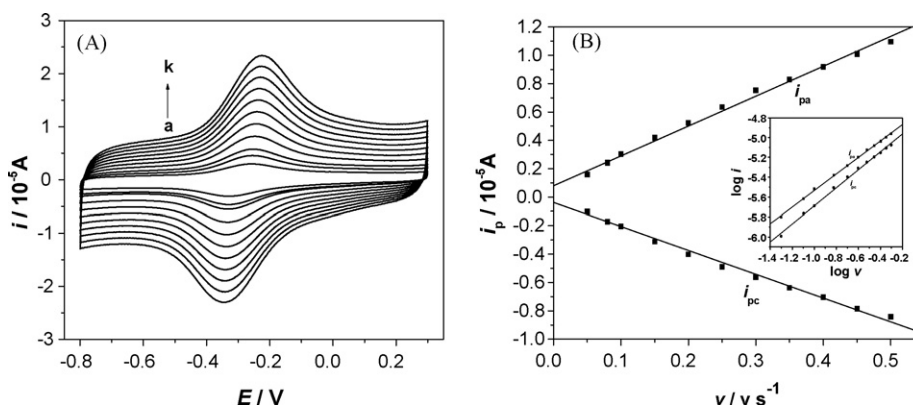 (A)
k
a
3
2
1
0
-1
-2
-3
-0.8 -0.6 -0.4 -0.2 0.0 0.2
i / 10⁻⁵A
E / V
(B)
1.2
1.0
0.8
0.6
0.4
0.2
0.0
-0.2
-0.4
-0.6
-0.8
-1.0
0.0 0.1 0.2 0.3 0.4 0.5
iₚ / 10⁻⁵A
v / v s⁻¹
iₚₐ
iₚc
-4.8
-5.0
-5.2
-5.4
-5.6
-5.8
-6.0
-1.4 -1.2 -1.0 -0.8 -0.6 -0.4 -0.2
log i
log v